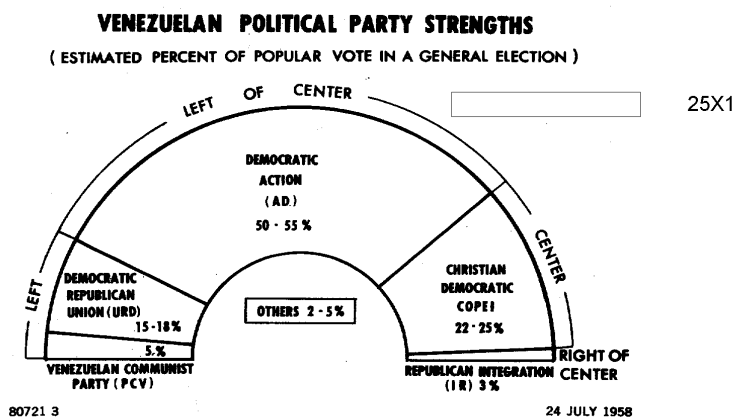 VENEZUELAN POLITICAL PARTY STRENGTHS
( ESTIMATED PERCENT OF POPULAR VOTE IN A GENERAL ELECTION )
LEFT OF CENTER
25X1
DEMOCRATIC
ACTION
(AD.)
50 - 55 %
LEFT
DEMOCRATIC
REPUBLICAN
UNION (URD)
15-18%
5.%
VENEZUELAN COMMUNIST
PARTY (PCV)
OTHERS 2-5%
CENTER
CHRISTIAN
DEMOCRATIC
COPEI
22-25%
RIGHT OF
CENTER
REPUBLICAN INTEGRATION
(IR) 3%
80721 3
24 JULY 1958